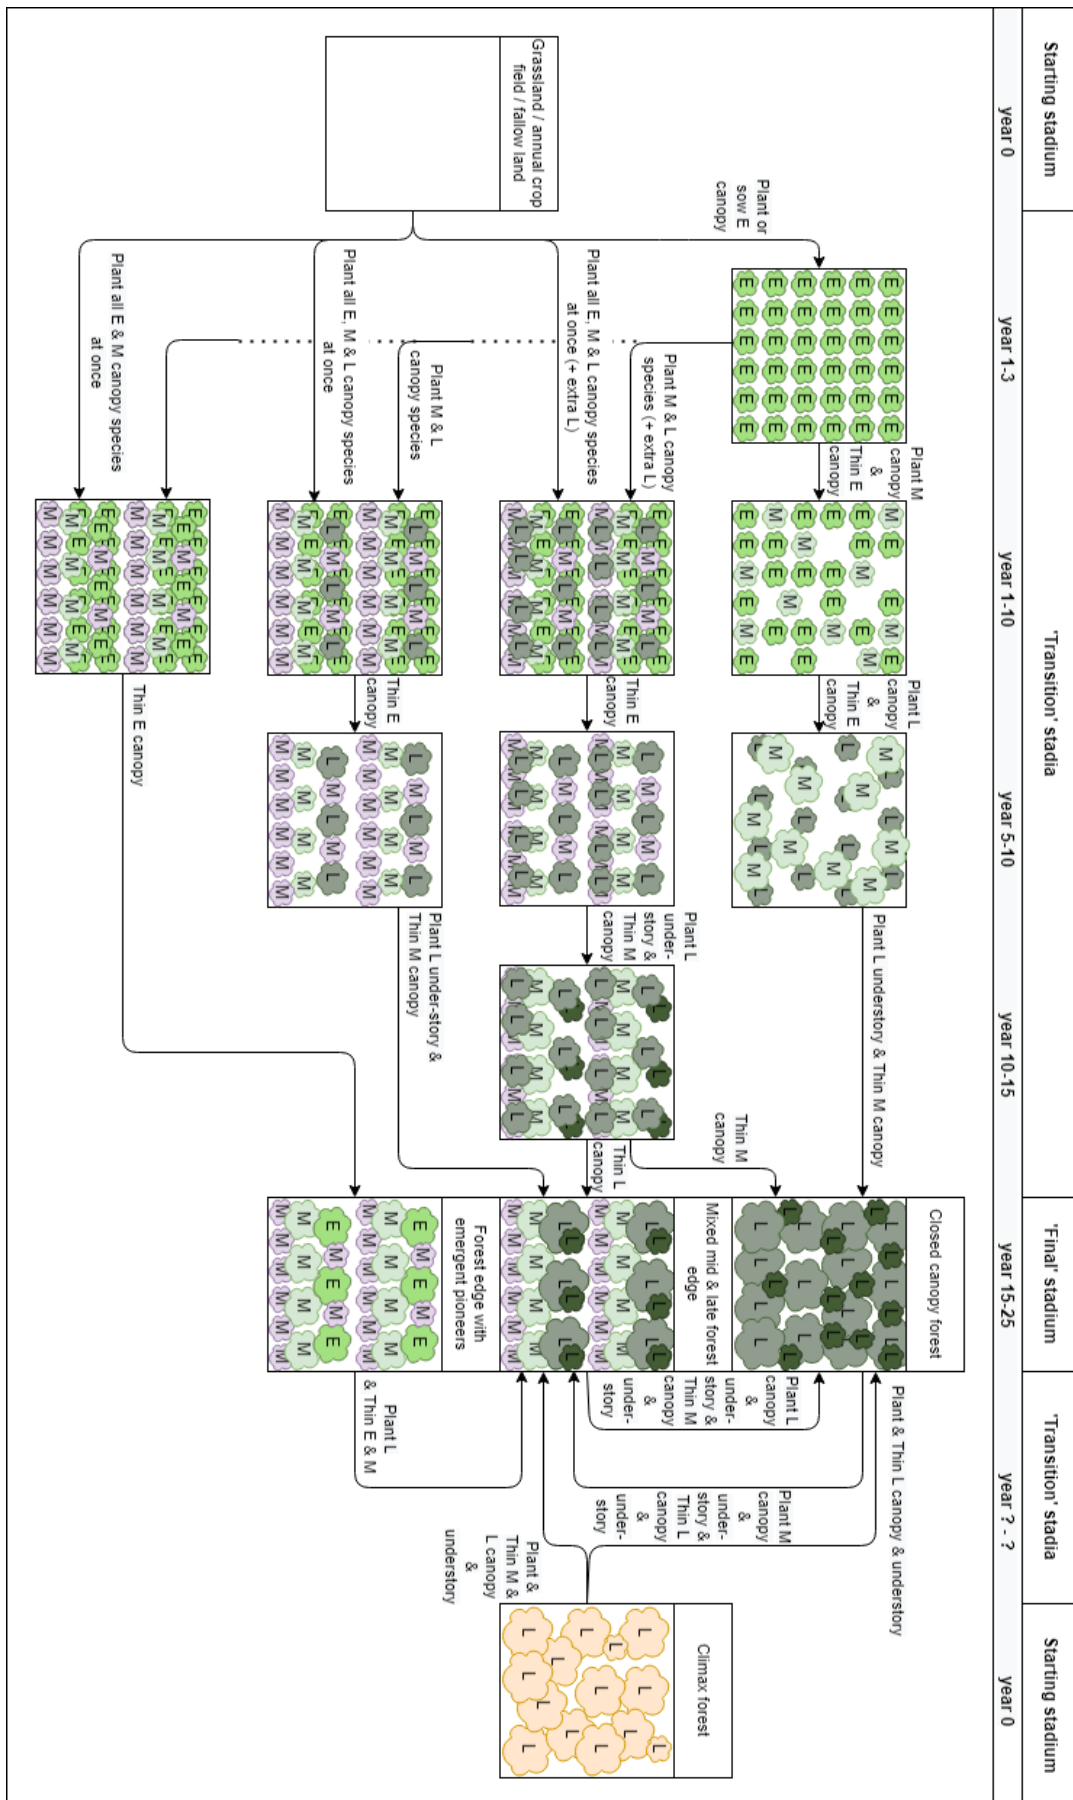 Starting stadium
'Transition' stadia
'Final' stadium
'Transition' stadia
Starting stadium
year 0
year 1-3
year 1-10
year 5-10
year 10-15
year 15-25
year ? - ?
year 0
Closed canopy forest
Plant or
sow E
canopy
E E E E E E
E E E E E E
E E E E E E
E E E E E E
E E E E E E
E E E E E E
Plant M
&
canopy
Thin E
canopy
Plant L
&
canopy
Thin E
canopy
Plant L understory & Thin M canopy
Plant & Thin L canopy & understory
Grassland / annual crop
field / fallow land
Plant M & L canopy
species (+ extra L)
Plant all E, M & L canopy species
at once (+ extra L)
Thin E
canopy
Plant L
under-
story &
Thin M
canopy
Thin M
canopy
Thin L
canopy
Mixed mid & late forest
edge
Plant L
canopy
&
under-
story &
Thin M
canopy
&
under-
story
Plant M
canopy
&
under-
story &
Thin L
canopy
&
under-
story
Climax forest
Plant M & L
canopy species
Plant all E, M & L canopy species
at once
Thin E
canopy
Plant L under-story &
Thin M canopy
Forest edge with
emergent pioneers
Plant L
& Thin E & M
Plant &
Thin M &
L canopy
&
understory
Plant all E & M canopy species
at once
Thin E canopy